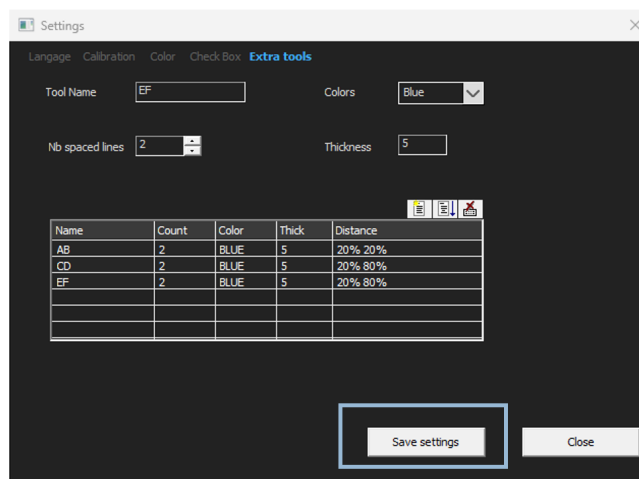 Settings
Langage Calibration Color Check Box Extra tools
Tool Name EF Colors Blue
Nb spaced lines 2 Thickness 5
Name Count Color Thick Distance
AB 2 BLUE 5 20% 20%
CD 2 BLUE 5 20% 80%
EF 2 BLUE 5 20% 80%
Save settings Close